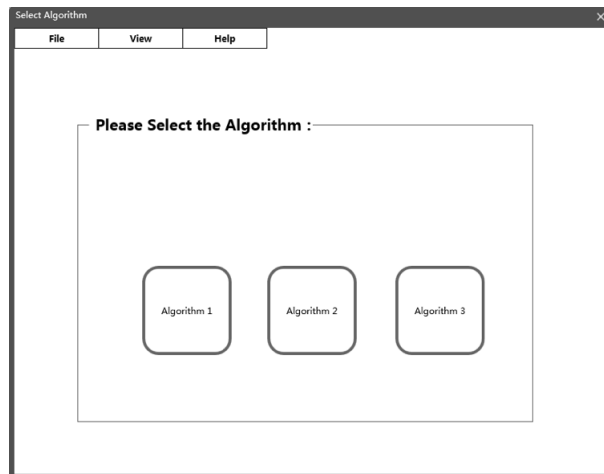 Select Algorithm
File View Help
Please Select the Algorithm :
Algorithm 1 Algorithm 2 Algorithm 3